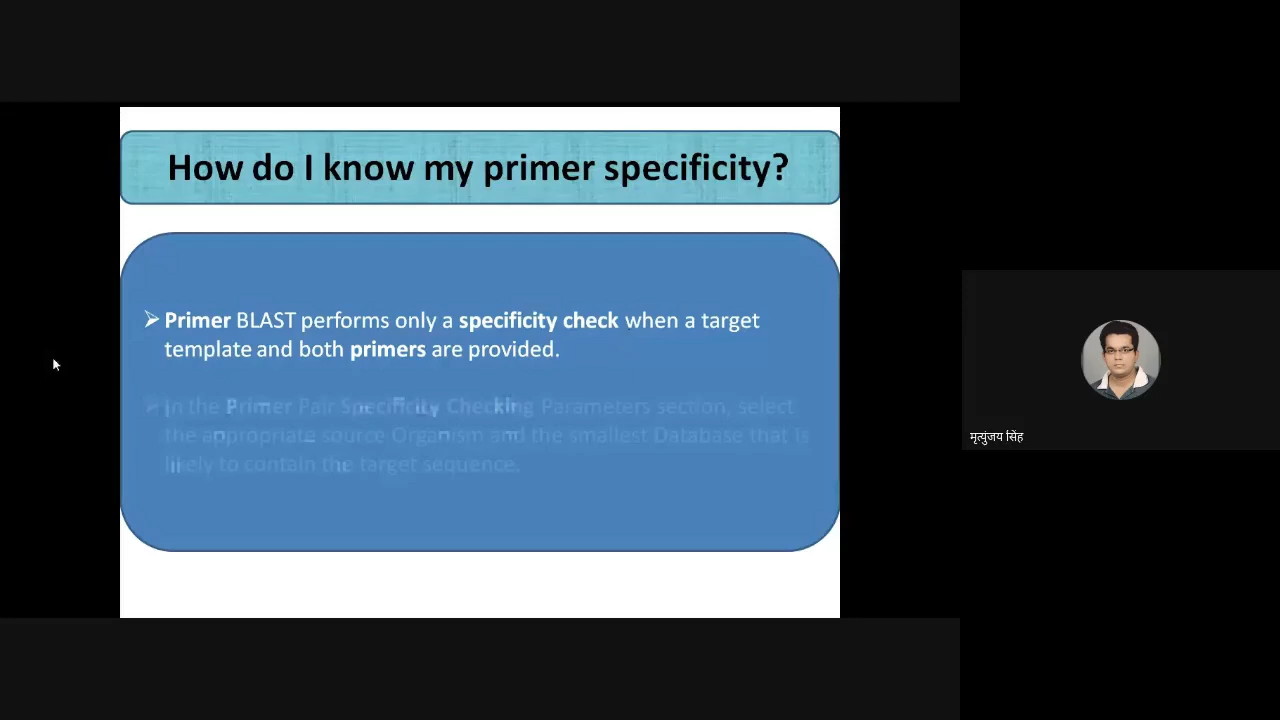 How do I know my primer specificity?
➢ Primer BLAST performs only a specificity check when a target
template and both primers are provided.
➢ In the Primer Pair Specificity Checking Parameters section, select
the appropriate source Organism and the smallest Database that is
likely to contain the target sequence.
मृत्युंजय सिंह